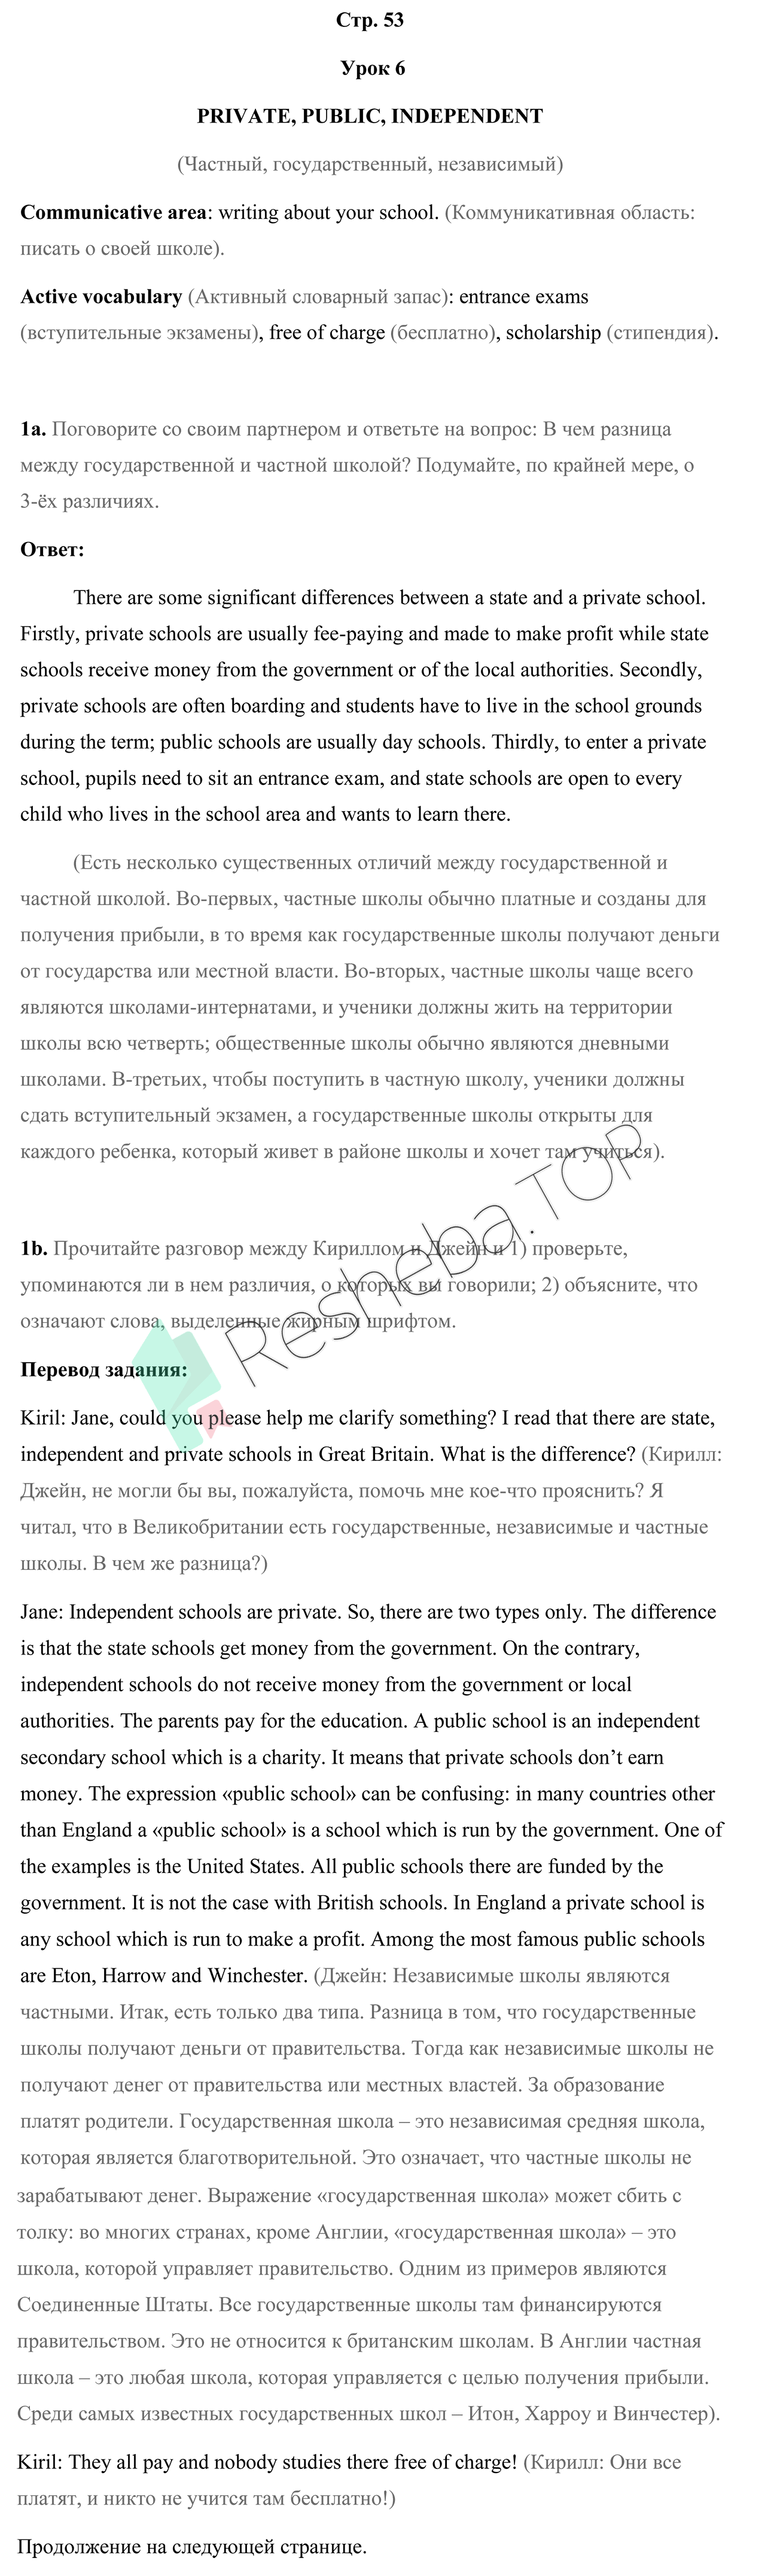 Стр. 53
Урок 6
PRIVATE, PUBLIC, INDEPENDENT
(Частный, государственный, независимый)
Communicative area: writing about your school. (Коммуникативная область:
писать о своей школе).
Active vocabulary (Активный словарный запас): entrance exams
(вступительные экзамены), free of charge (бесплатно), scholarship (стипендия).
1a. Поговорите со своим партнером и ответьте на вопрос: В чем разница
между государственной и частной школой? Подумайте, по крайней мере, о
3-ёх различиях.
Ответ:
There are some significant differences between a state and a private school.
Firstly, private schools are usually fee-paying and made to make profit while state
schools receive money from the government or of the local authorities. Secondly,
private schools are often boarding and students have to live in the school grounds
during the term; public schools are usually day schools. Thirdly, to enter a private
school, pupils need to sit an entrance exam, and state schools are open to every
child who lives in the school area and wants to learn there.
(Есть несколько существенных отличий между государственной и
частной школой. Во-первых, частные школы обычно платные и созданы для
получения прибыли, в то время как государственные школы получают деньги
от государства или местной власти. Во-вторых, частные школы чаще всего
являются школами-интернатами, и ученики должны жить на территории
школы всю четверть; общественные школы обычно являются дневными
школами. В-третьих, чтобы поступить в частную школу, ученики должны
сдать вступительный экзамен, а государственные школы открыты для
каждого ребенка, который живет в районе школы и хочет там учиться).
Resheba.TOP
1b. Прочитайте разговор между Кириллом и Джейн и 1) проверьте,
упоминаются ли в нем различия, о которых вы говорили; 2) объясните, что
означают слова, выделенные жирным шрифтом.
Перевод задания:
Kiril: Jane, could you please help me clarify something? I read that there are state,
independent and private schools in Great Britain. What is the difference? (Кирилл:
Джейн, не могли бы вы, пожалуйста, помочь мне кое-что прояснить? Я
читал, что в Великобритании есть государственные, независимые и частные
школы. В чем же разница?)
Jane: Independent schools are private. So, there are two types only. The difference
is that the state schools get money from the government. On the contrary,
independent schools do not receive money from the government or local
authorities. The parents pay for the education. A public school is an independent
secondary school which is a charity. It means that private schools don’t earn
money. The expression «public school» can be confusing: in many countries other
than England a «public school» is a school which is run by the government. One of
the examples is the United States. All public schools there are funded by the
government. It is not the case with British schools. In England a private school is
any school which is run to make a profit. Among the most famous public schools
are Eton, Harrow and Winchester. (Джейн: Независимые школы являются
частными. Итак, есть только два типа. Разница в том, что государственные
школы получают деньги от правительства. Тогда как независимые школы не
получают денег от правительства или местных властей. За образование
платят родители. Государственная школа – это независимая средняя школа,
которая является благотворительной. Это означает, что частные школы не
зарабатывают денег. Выражение «государственная школа» может сбить с
толку: во многих странах, кроме Англии, «государственная школа» – это
школа, которой управляет правительство. Одним из примеров являются
Соединенные Штаты. Все государственные школы там финансируются
правительством. Это не относится к британским школам. В Англии частная
школа – это любая школа, которая управляется с целью получения прибыли.
Среди самых известных государственных школ – Итон, Харроу и Винчестер).
Kiril: They all pay and nobody studies there free of charge! (Кирилл: Они все
платят, и никто не учится там бесплатно!)
Продолжение на следующей странице.